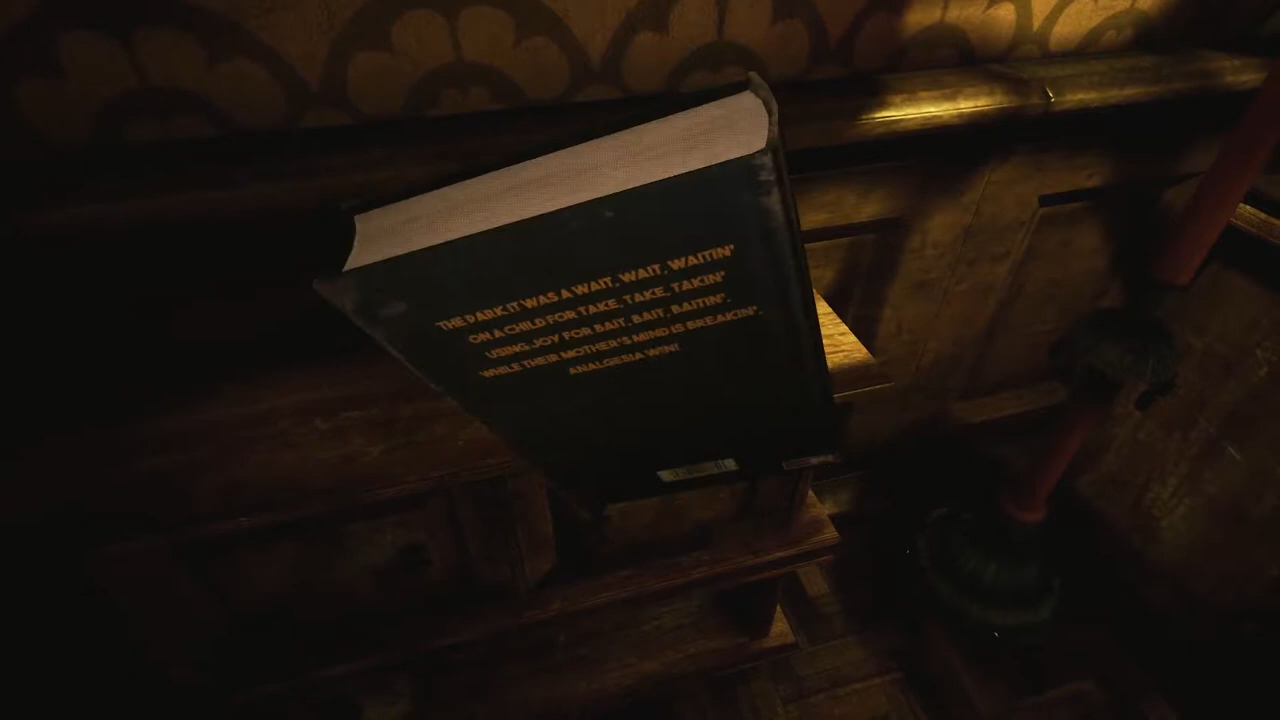 THE PARK IT WAS A WAIT, WAIT, WAITIN'
ON A CHILD FOR TAKE, TAKE, TAKIN'
USING JOY FOR BAIT, BAIT, BAITIN'.
WHILE THEIR MOTHER'S MIND IS BREAKIN'.
ANALGESIA WIN!